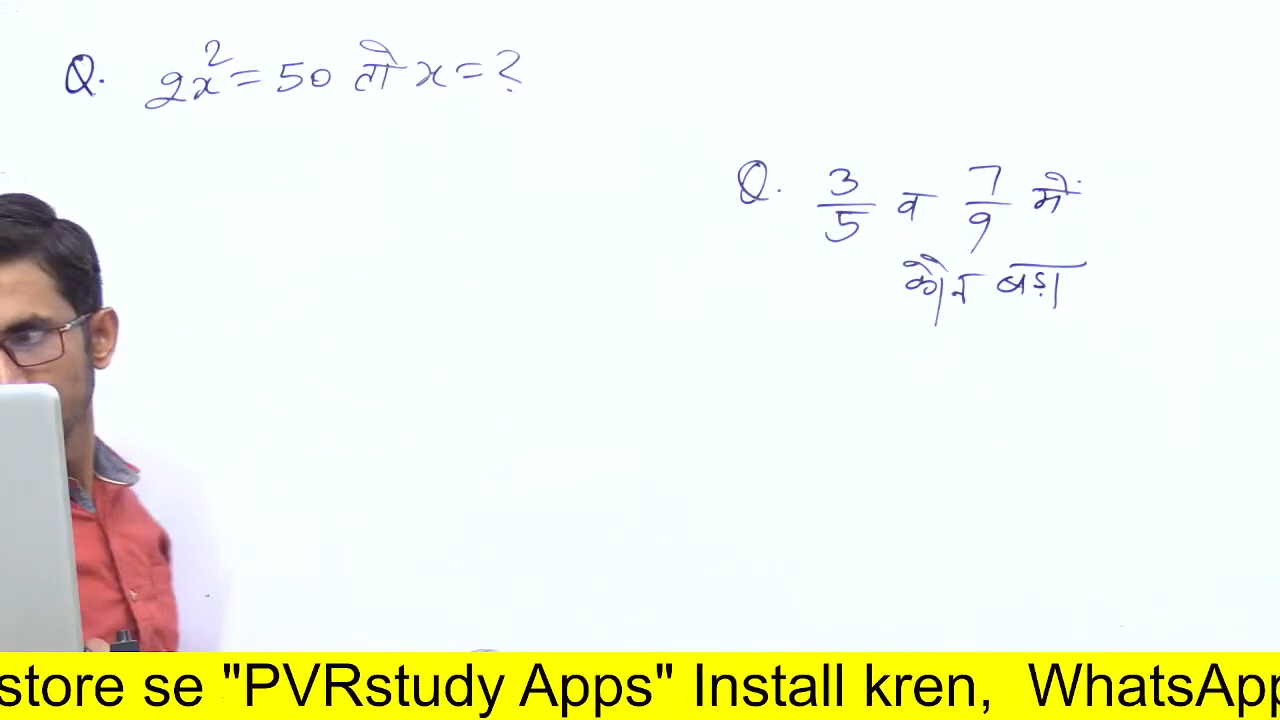 Q. 2x² = 50 तो x = ?
Q. 3/5 व 7/9 में
कौन बड़ा
store se "PVRstudy Apps" Install kren, WhatsApp